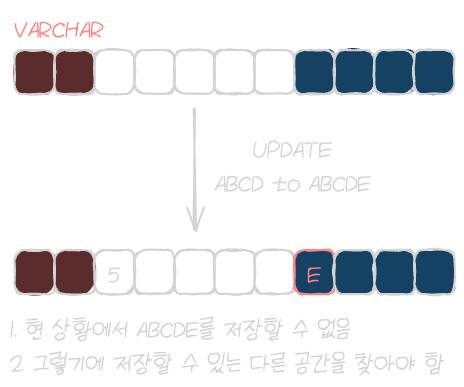 VARCHAR
UPDATE
ABCD to ABCDE
5
E
1. 현 상황에서 ABCDE를 저장할 수 없음
2. 그렇기에 저장할 수 있는 다른 공간을 찾아야 함